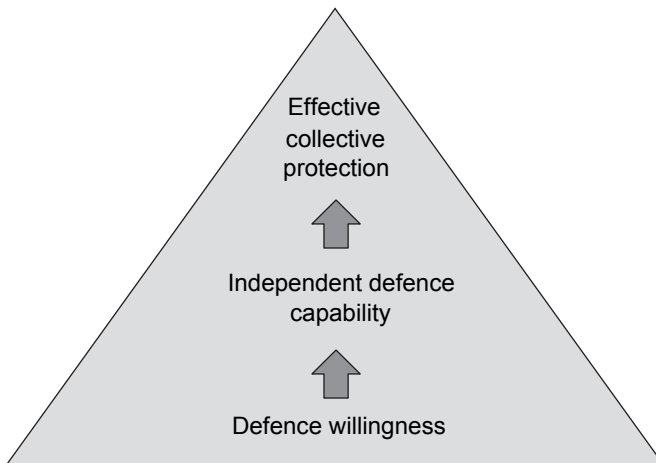 Effective
collective
protection
Independent defence
capability
Defence willingness